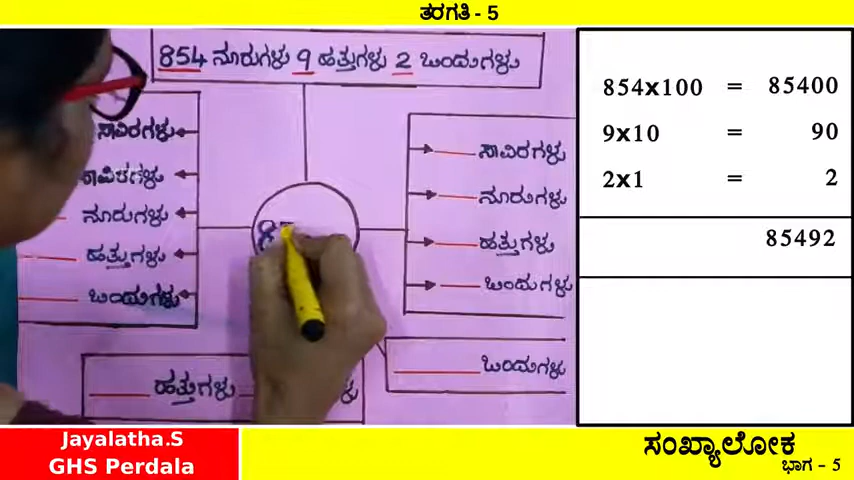 ತರಗತಿ - 5
854 ನೂರುಗಳು 9 ಹತ್ತುಗಳು 2 ಒಂದುಗಳು
ಸಾವಿರಗಳು
ಸಾವಿರಗಳು
ನೂರುಗಳು
ಹತ್ತುಗಳು
ಒಂದುಗಳು
ಸಾವಿರಗಳು
ನೂರುಗಳು
ಹತ್ತುಗಳು
ಒಂದುಗಳು
ಹತ್ತುಗಳು
ಒಂದುಗಳು
854x100 = 85400
9x10 = 90
2x1 = 2
85492
Jayalatha.S
GHS Perdala
ಸಂಖ್ಯಾಲೋಕ
ಭಾಗ - 5